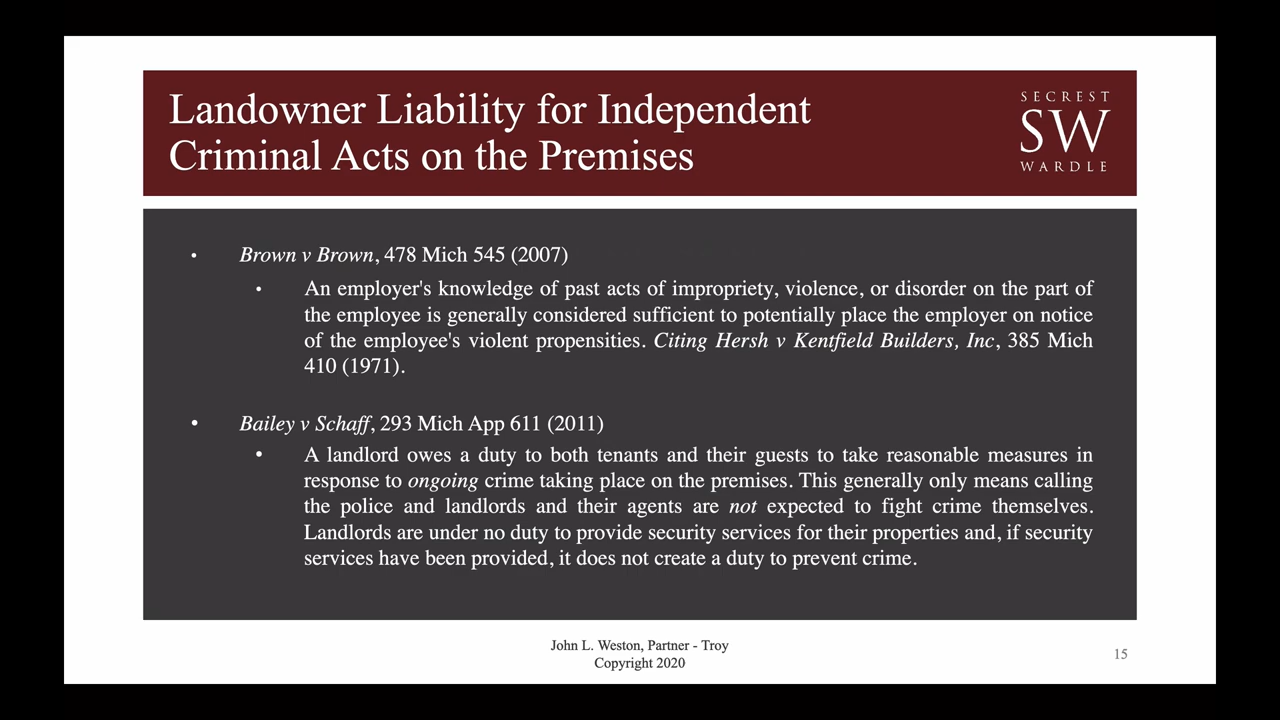 Landowner Liability for Independent
Criminal Acts on the Premises
SECREST
SW
WARDLE
• Brown v Brown, 478 Mich 545 (2007)
• An employer's knowledge of past acts of impropriety, violence, or disorder on the part of
the employee is generally considered sufficient to potentially place the employer on notice
of the employee's violent propensities. Citing Hersh v Kentfield Builders, Inc, 385 Mich
410 (1971).
• Bailey v Schaff, 293 Mich App 611 (2011)
• A landlord owes a duty to both tenants and their guests to take reasonable measures in
response to ongoing crime taking place on the premises. This generally only means calling
the police and landlords and their agents are not expected to fight crime themselves.
Landlords are under no duty to provide security services for their properties and, if security
services have been provided, it does not create a duty to prevent crime.
John L. Weston, Partner - Troy
Copyright 2020
15